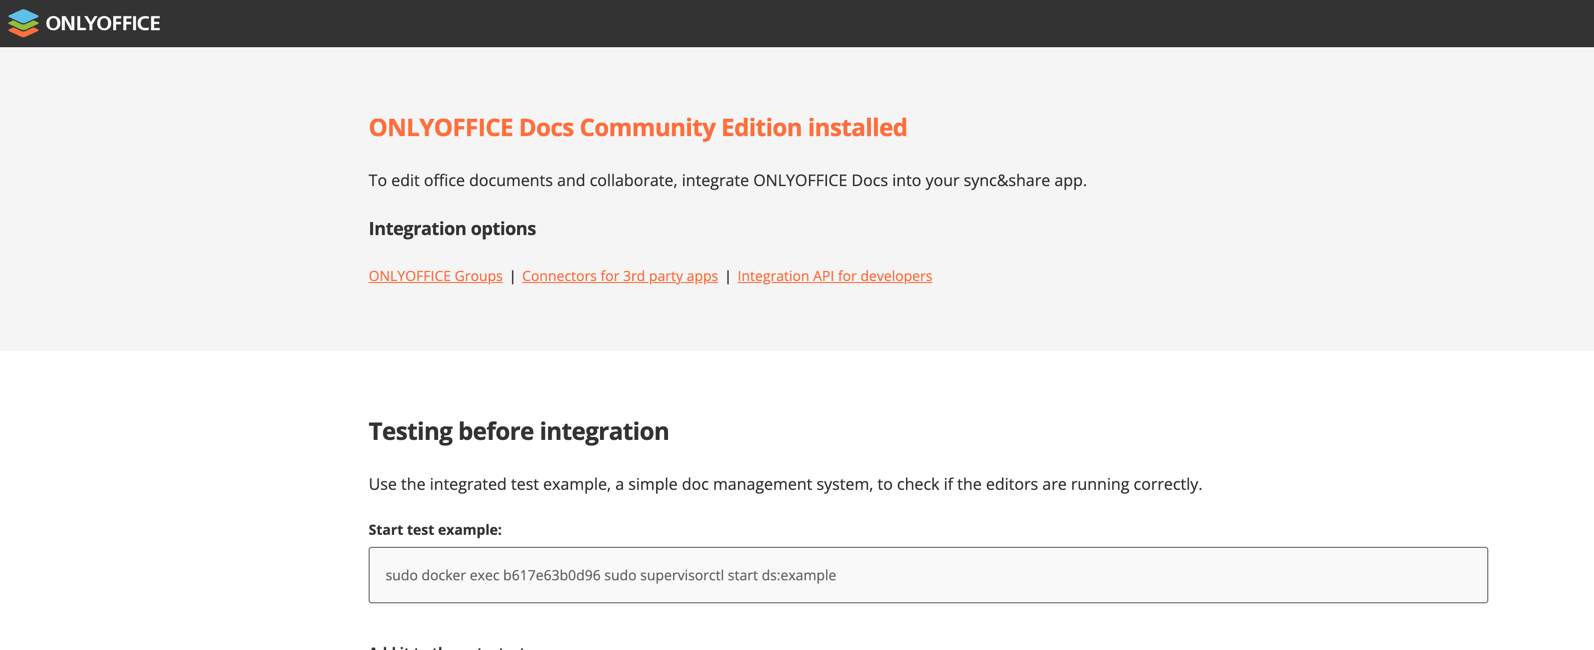 ONLYOFFICE
ONLYOFFICE Docs Community Edition installed
To edit office documents and collaborate, integrate ONLYOFFICE Docs into your sync&share app.
Integration options
ONLYOFFICE Groups | Connectors for 3rd party apps | Integration API for developers
Testing before integration
Use the integrated test example, a simple doc management system, to check if the editors are running correctly.
Start test example:
sudo docker exec b617e63b0d96 sudo supervisorctl start ds:example